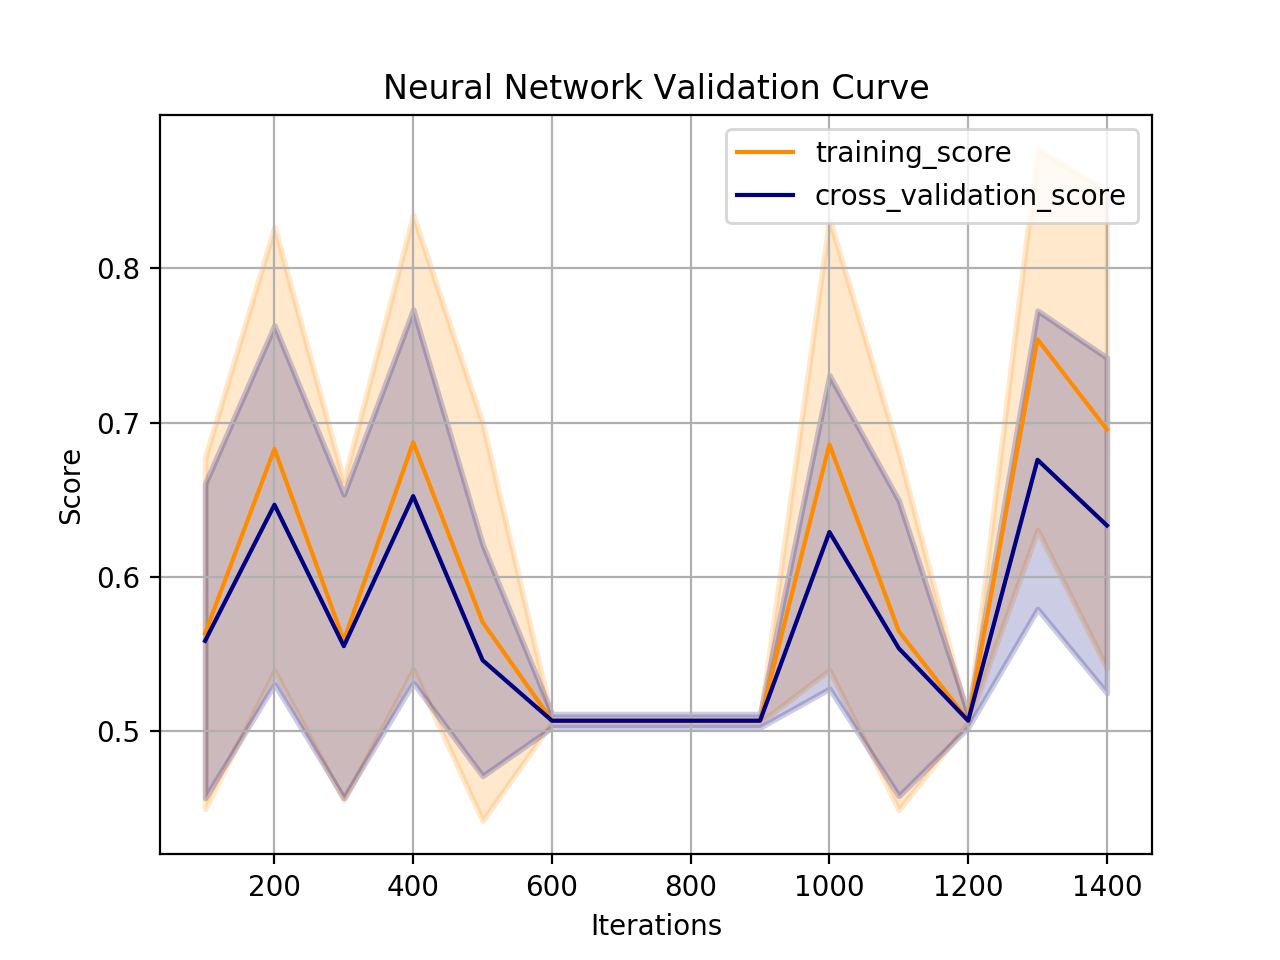 Neural Network Validation Curve
training_score
cross_validation_score
0.8
0.7
0.6
0.5
Score
200 400 600 800 1000 1200 1400
Iterations